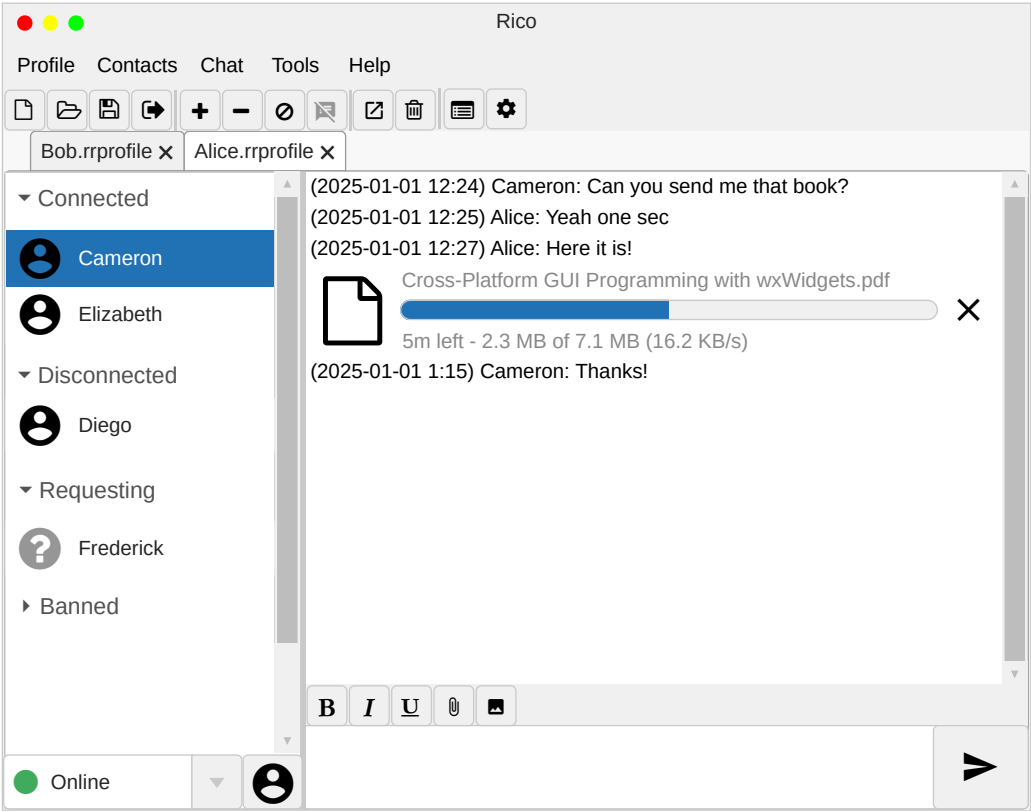 Rico
Profile Contacts Chat Tools Help
Bob.rrprofile Alice.rrprofile
Connected
Cameron
Elizabeth
Disconnected
Diego
Requesting
Frederick
Banned
Online
(2025-01-01 12:24) Cameron: Can you send me that book?
(2025-01-01 12:25) Alice: Yeah one sec
(2025-01-01 12:27) Alice: Here it is!
Cross-Platform GUI Programming with wxWidgets.pdf
5m left - 2.3 MB of 7.1 MB (16.2 KB/s)
(2025-01-01 1:15) Cameron: Thanks!
B I U